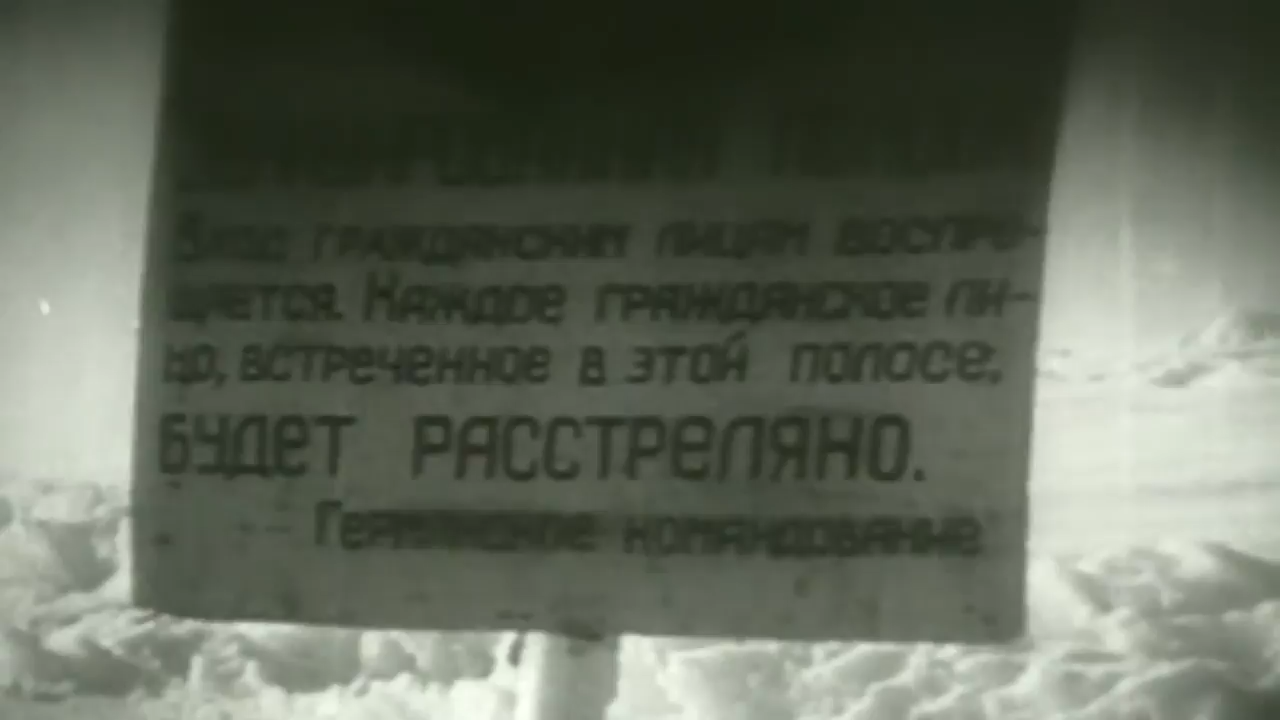 Вход гражданским лицам воспре-
щается. Каждое гражданское ли-
цо, встреченное в этой полосе,
БУДЕТ РАССТРЕЛЯНО.
Германское командование